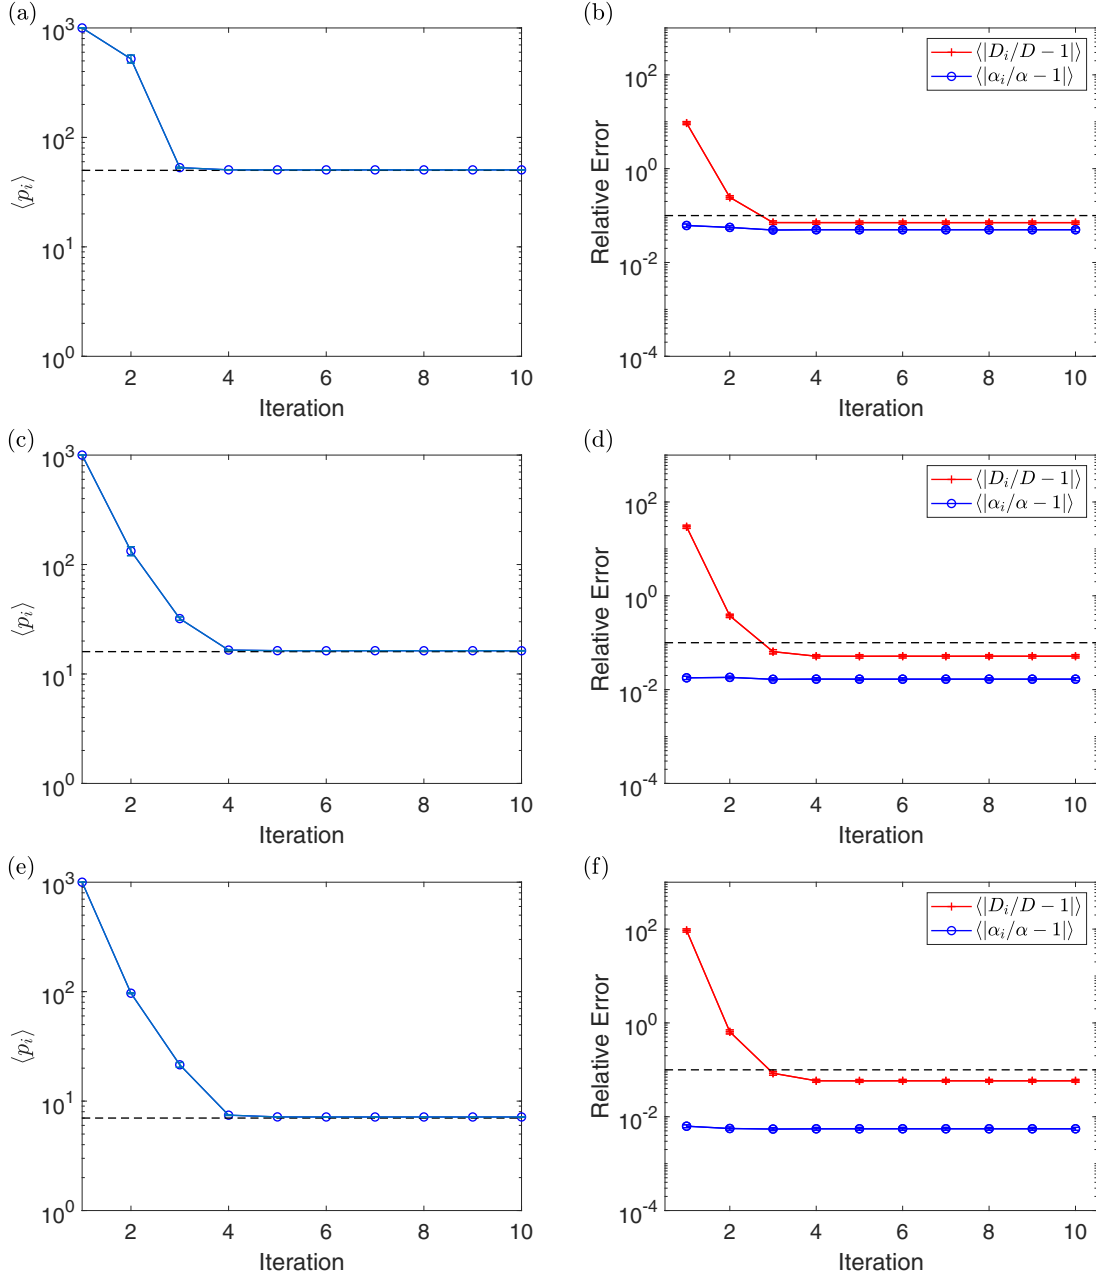 (a)
10^3
10^2
10^1
10^0
⟨p_i⟩
2 4 6 8 10
Iteration
(b)
10^2
10^0
10^-2
10^-4
Relative Error
⟨|D_i/D − 1|⟩
⟨|α_i/α − 1|⟩
2 4 6 8 10
Iteration
(c)
10^3
10^2
10^1
10^0
⟨p_i⟩
2 4 6 8 10
Iteration
(d)
10^2
10^0
10^-2
10^-4
Relative Error
⟨|D_i/D − 1|⟩
⟨|α_i/α − 1|⟩
2 4 6 8 10
Iteration
(e)
10^3
10^2
10^1
10^0
⟨p_i⟩
2 4 6 8 10
Iteration
(f)
10^2
10^0
10^-2
10^-4
Relative Error
⟨|D_i/D − 1|⟩
⟨|α_i/α − 1|⟩
2 4 6 8 10
Iteration